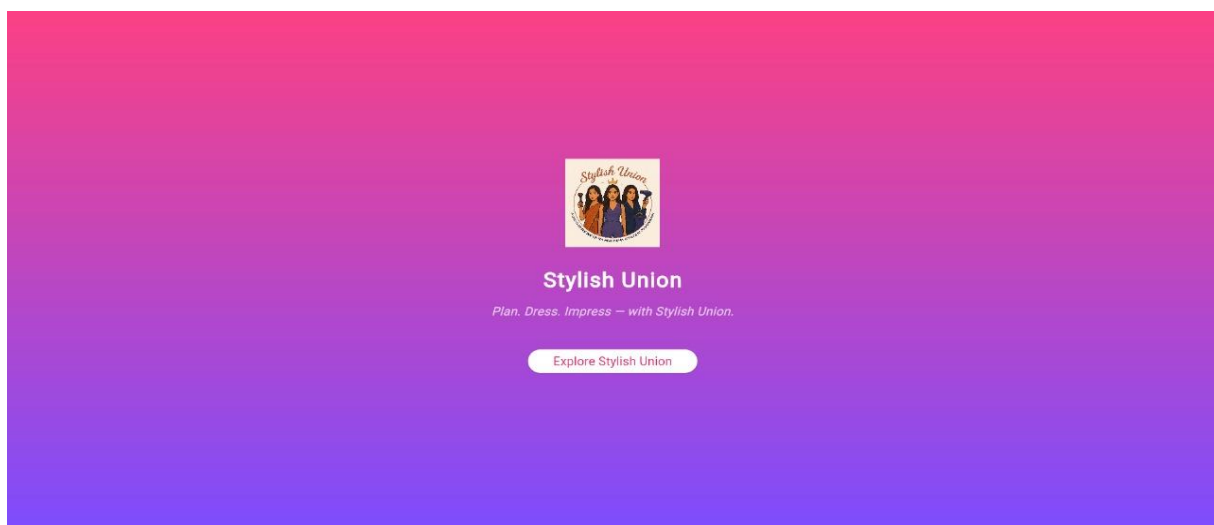 Stylish Union
Stylish Union
Plan. Dress. Impress — with Stylish Union.
Explore Stylish Union